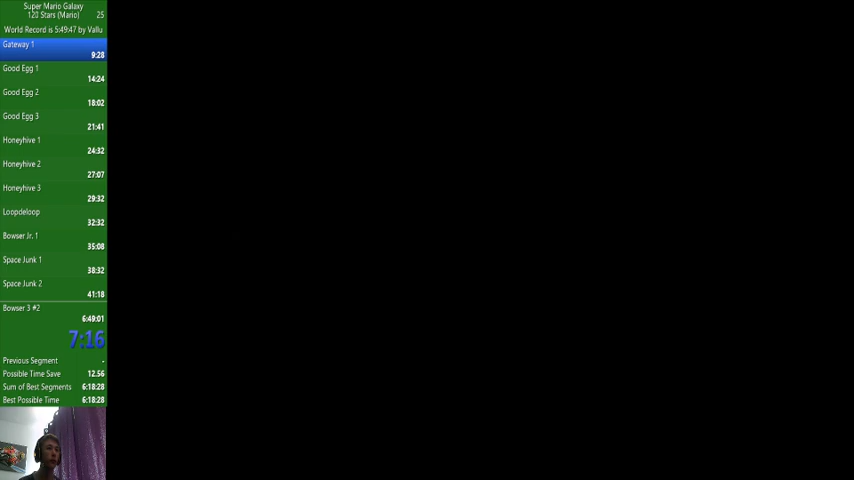 Super Mario Galaxy
120 Stars (Mario) 25
World Record is 5:49:47 by Vallu
Gateway 1
9:28
Good Egg 1
14:24
Good Egg 2
18:02
Good Egg 3
21:41
Honeyhive 1
24:32
Honeyhive 2
27:07
Honeyhive 3
29:32
Loopdeloop
32:32
Bowser Jr. 1
35:08
Space Junk 1
38:32
Space Junk 2
41:18
Bowser 3 #2
6:49:01
7:16
Previous Segment -
Possible Time Save 12.56
Sum of Best Segments 6:18:28
Best Possible Time 6:18:28